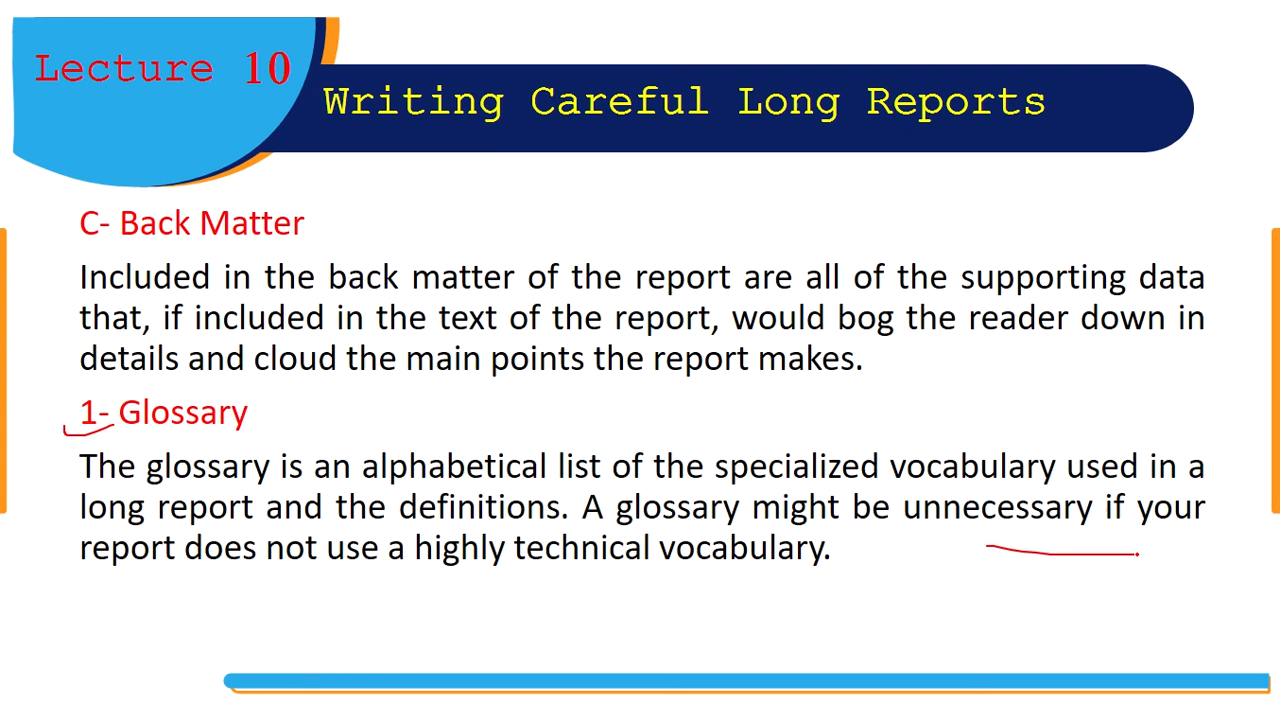 Lecture 10
Writing Careful Long Reports
C- Back Matter
Included in the back matter of the report are all of the supporting data
that, if included in the text of the report, would bog the reader down in
details and cloud the main points the report makes.
1- Glossary
The glossary is an alphabetical list of the specialized vocabulary used in a
long report and the definitions. A glossary might be unnecessary if your
report does not use a highly technical vocabulary.